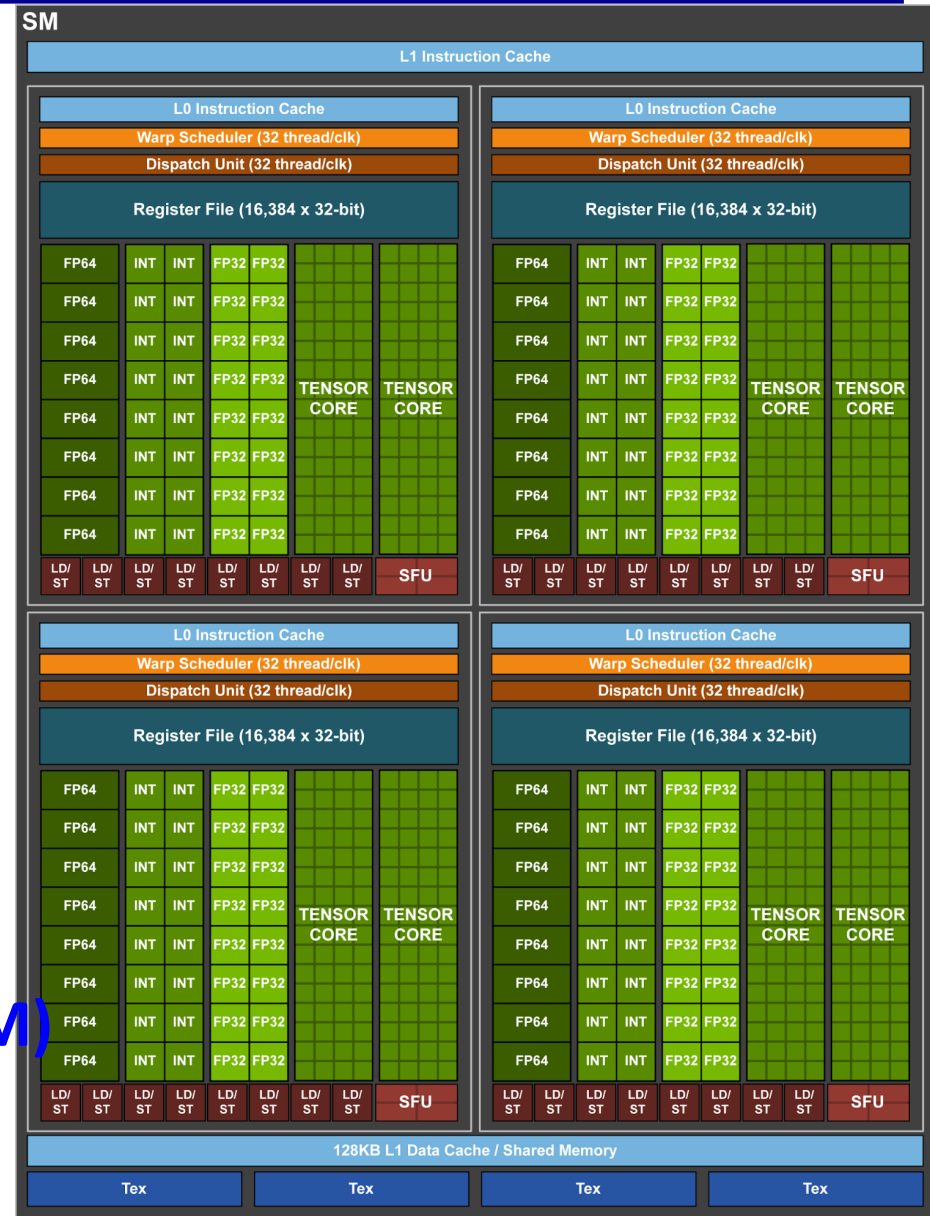 SM
L1 Instruction Cache
L0 Instruction Cache
Warp Scheduler (32 thread/clk)
Dispatch Unit (32 thread/clk)
Register File (16,384 x 32-bit)
FP64 INT INT FP32 FP32
FP64 INT INT FP32 FP32
FP64 INT INT FP32 FP32
FP64 INT INT FP32 FP32
TENSOR CORE TENSOR CORE
FP64 INT INT FP32 FP32
FP64 INT INT FP32 FP32
FP64 INT INT FP32 FP32
FP64 INT INT FP32 FP32
LD/ST LD/ST LD/ST LD/ST LD/ST LD/ST LD/ST LD/ST SFU
L0 Instruction Cache
Warp Scheduler (32 thread/clk)
Dispatch Unit (32 thread/clk)
Register File (16,384 x 32-bit)
FP64 INT INT FP32 FP32
FP64 INT INT FP32 FP32
FP64 INT INT FP32 FP32
FP64 INT INT FP32 FP32
TENSOR CORE TENSOR CORE
FP64 INT INT FP32 FP32
FP64 INT INT FP32 FP32
FP64 INT INT FP32 FP32
FP64 INT INT FP32 FP32
LD/ST LD/ST LD/ST LD/ST LD/ST LD/ST LD/ST LD/ST SFU
L0 Instruction Cache
Warp Scheduler (32 thread/clk)
Dispatch Unit (32 thread/clk)
Register File (16,384 x 32-bit)
FP64 INT INT FP32 FP32
FP64 INT INT FP32 FP32
FP64 INT INT FP32 FP32
FP64 INT INT FP32 FP32
TENSOR CORE TENSOR CORE
FP64 INT INT FP32 FP32
FP64 INT INT FP32 FP32
M)
FP64 INT INT FP32 FP32
FP64 INT INT FP32 FP32
LD/ST LD/ST LD/ST LD/ST LD/ST LD/ST LD/ST LD/ST SFU
L0 Instruction Cache
Warp Scheduler (32 thread/clk)
Dispatch Unit (32 thread/clk)
Register File (16,384 x 32-bit)
FP64 INT INT FP32 FP32
FP64 INT INT FP32 FP32
FP64 INT INT FP32 FP32
FP64 INT INT FP32 FP32
TENSOR CORE TENSOR CORE
FP64 INT INT FP32 FP32
FP64 INT INT FP32 FP32
FP64 INT INT FP32 FP32
FP64 INT INT FP32 FP32
LD/ST LD/ST LD/ST LD/ST LD/ST LD/ST LD/ST LD/ST SFU
128KB L1 Data Cache / Shared Memory
Tex Tex Tex Tex